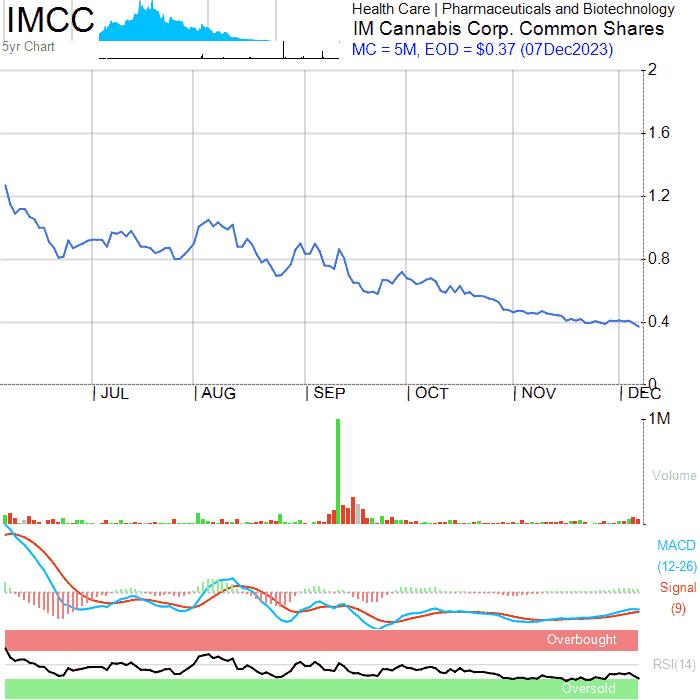 IMCC
5yr Chart
Health Care | Pharmaceuticals and Biotechnology
IM Cannabis Corp. Common Shares
MC = 5M, EOD = $0.37 (07Dec2023)
2
1.6
1.2
0.8
0.4
0
JUL AUG SEP OCT NOV DEC
1M
Volume
MACD
(12-26)
Signal
(9)
Overbought
RSI(14)
Oversold